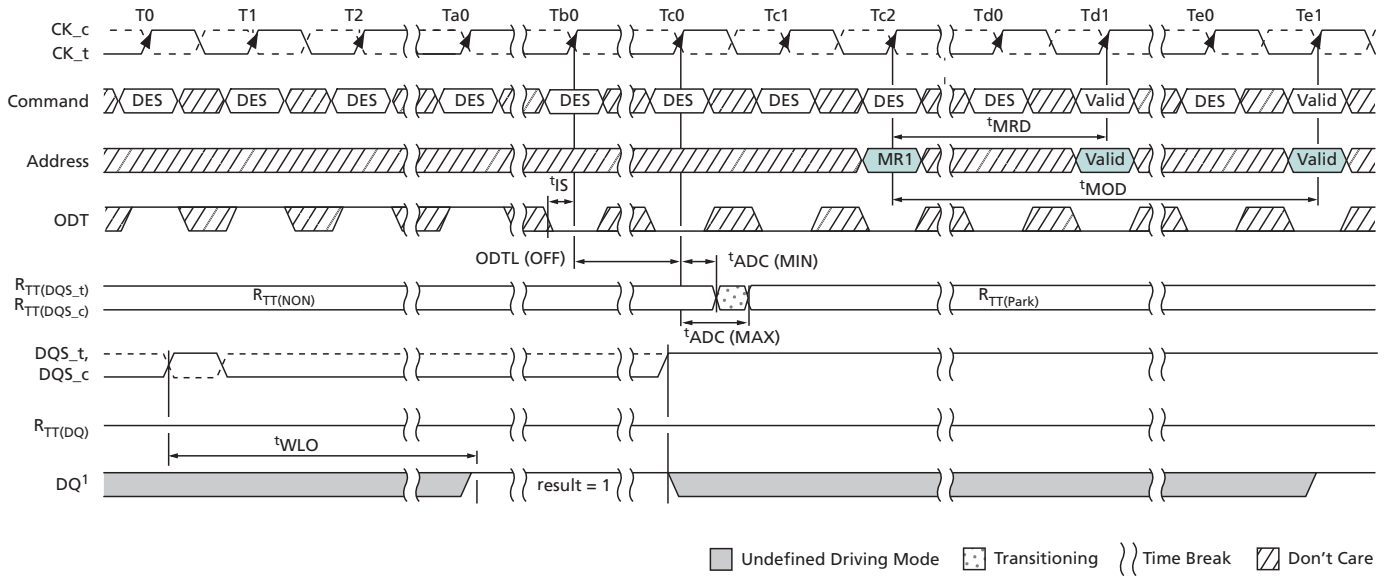 T0 T1 T2 Ta0 Tb0 Tc0 Tc1 Tc2 Td0 Td1 Te0 Te1
CK_c
CK_t
Command DES DES DES DES DES DES DES DES DES Valid DES Valid
tMRD
Address MR1 Valid Valid
tIS tMOD
ODT
ODTL (OFF) tADC (MIN)
RTT(DQS_t)
RTT(DQS_c) RTT(NON) RTT(Park)
tADC (MAX)
DQS_t,
DQS_c
RTT(DQ)
tWLO
DQ1 result = 1
Undefined Driving Mode Transitioning Time Break Don't Care